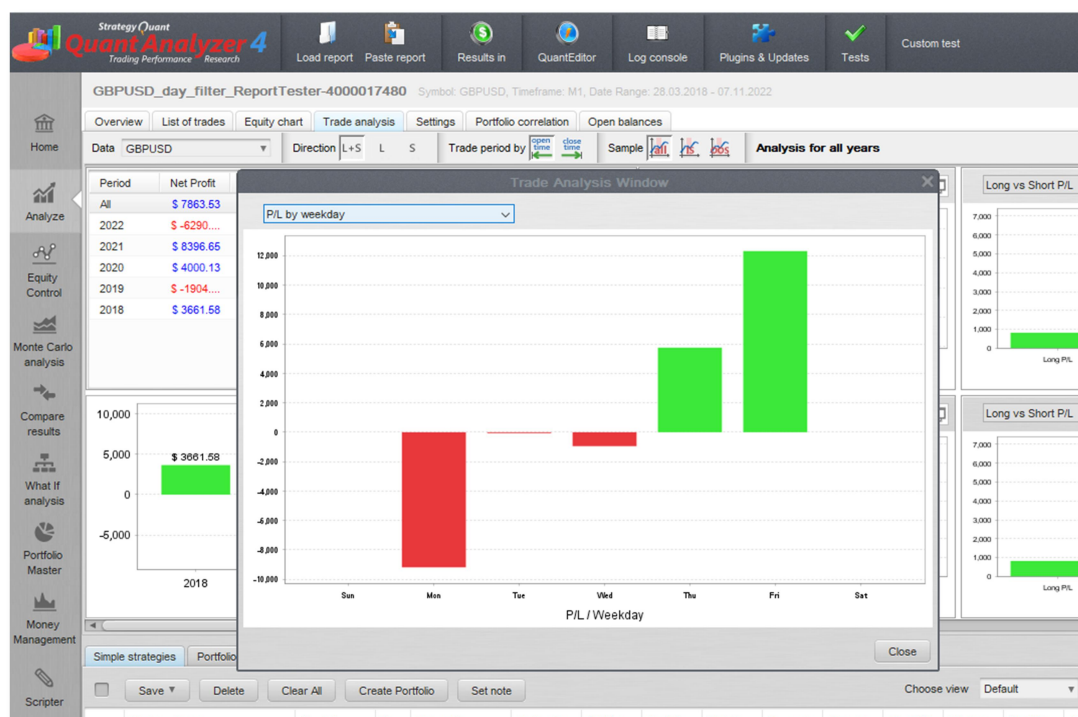 Strategy Quant
Quant Analyzer 4
Trading Performance Research
Load report
Paste report
Results in
QuantEditor
Log console
Plugins & Updates
Tests
Custom test
GBPUSD_day_filter_ReportTester-4000017480 Symbol: GBPUSD, Timeframe: M1, Date Range: 28.03.2018 - 07.11.2022
Overview List of trades Equity chart Trade analysis Settings Portfolio correlation Open balances
Data GBPUSD Direction L+S L S Trade period by open time close time Sample all IS oos Analysis for all years
Home
Analyze
Equity
Control
Monte Carlo
analysis
Compare
results
What If
analysis
Portfolio
Master
Money
Management
Scripter
Period Net Profit
All $ 7863.53
2022 $ -6290....
2021 $ 8396.65
2020 $ 4000.13
2019 $ -1904....
2018 $ 3661.58
10,000
5,000
0
-5,000
$ 3661.58
2018
Trade Analysis Window
P/L by weekday
12,000
10,000
8,000
6,000
4,000
2,000
0
-2,000
-4,000
-6,000
-8,000
-10,000
Sun Mon Tue Wed Thu Fri Sat
P/L / Weekday
Close
Long vs Short P/L
7,000
6,000
5,000
4,000
3,000
2,000
1,000
0
Long P/L
Long vs Short P/L
7,000
6,000
5,000
4,000
3,000
2,000
1,000
0
Long P/L
Simple strategies Portfolio
Save Delete Clear All Create Portfolio Set note Choose view Default